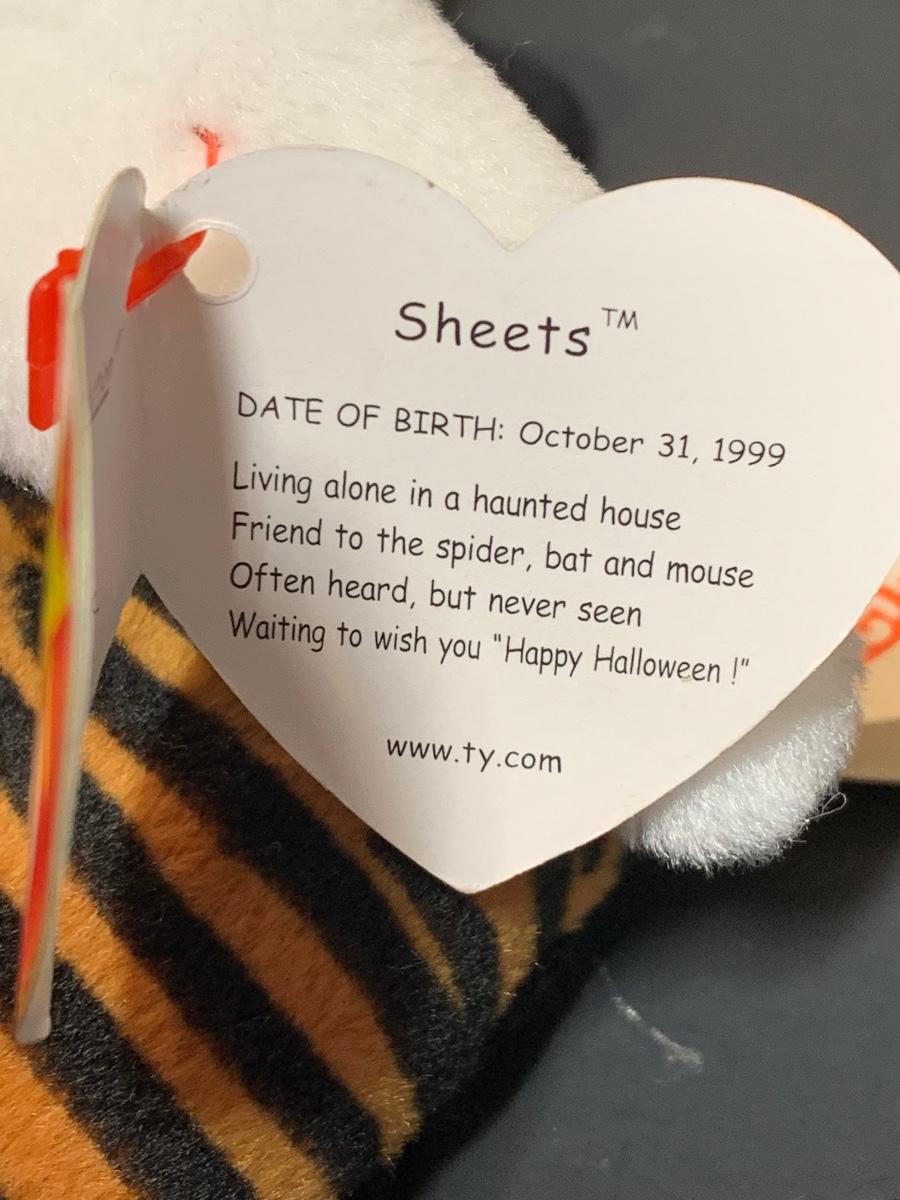 Sheets™
DATE OF BIRTH: October 31, 1999
Living alone in a haunted house
Friend to the spider, bat and mouse
Often heard, but never seen
Waiting to wish you "Happy Halloween !"
www.ty.com